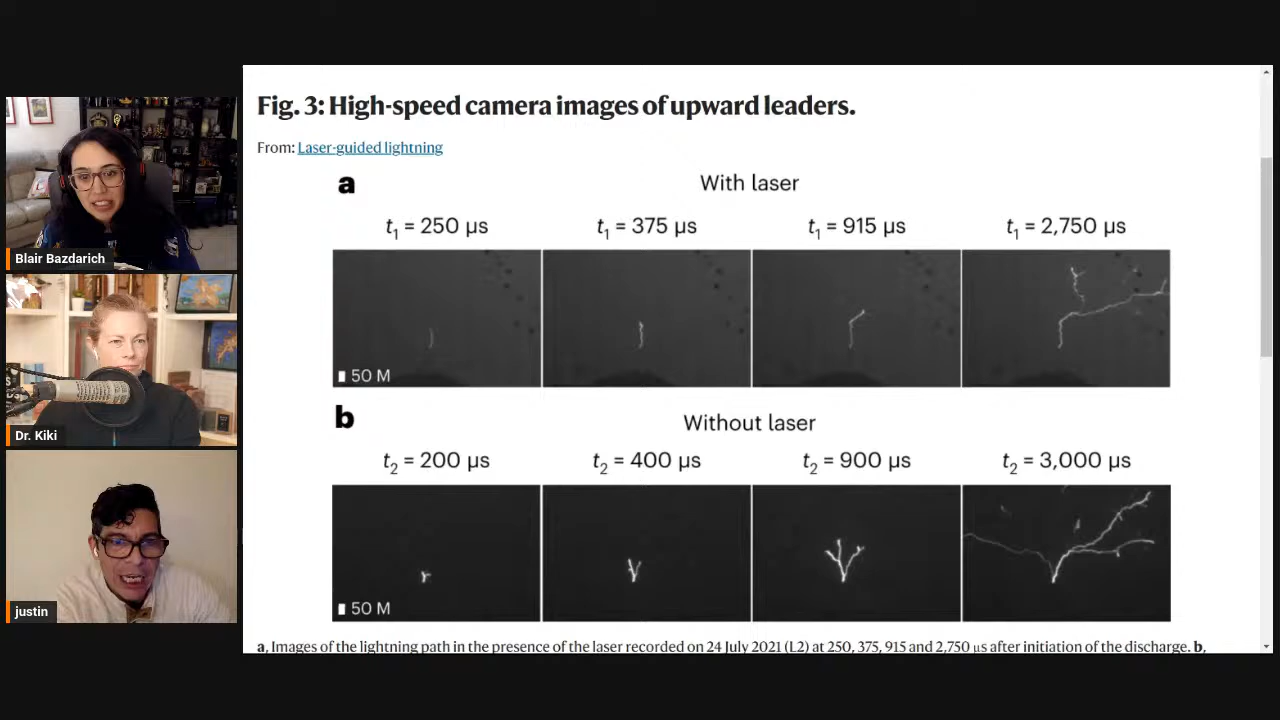 Fig. 3: High-speed camera images of upward leaders.
From: Laser-guided lightning
a
With laser
t1 = 250 µs
t1 = 375 µs
t1 = 915 µs
t1 = 2,750 µs
50 M
b
Without laser
t2 = 200 µs
t2 = 400 µs
t2 = 900 µs
t2 = 3,000 µs
50 M
a, Images of the lightning path in the presence of the laser recorded on 24 July 2021 (L2) at 250, 375, 915 and 2,750 µs after initiation of the discharge. b,
Blair Bazdarich
Dr. Kiki
justin